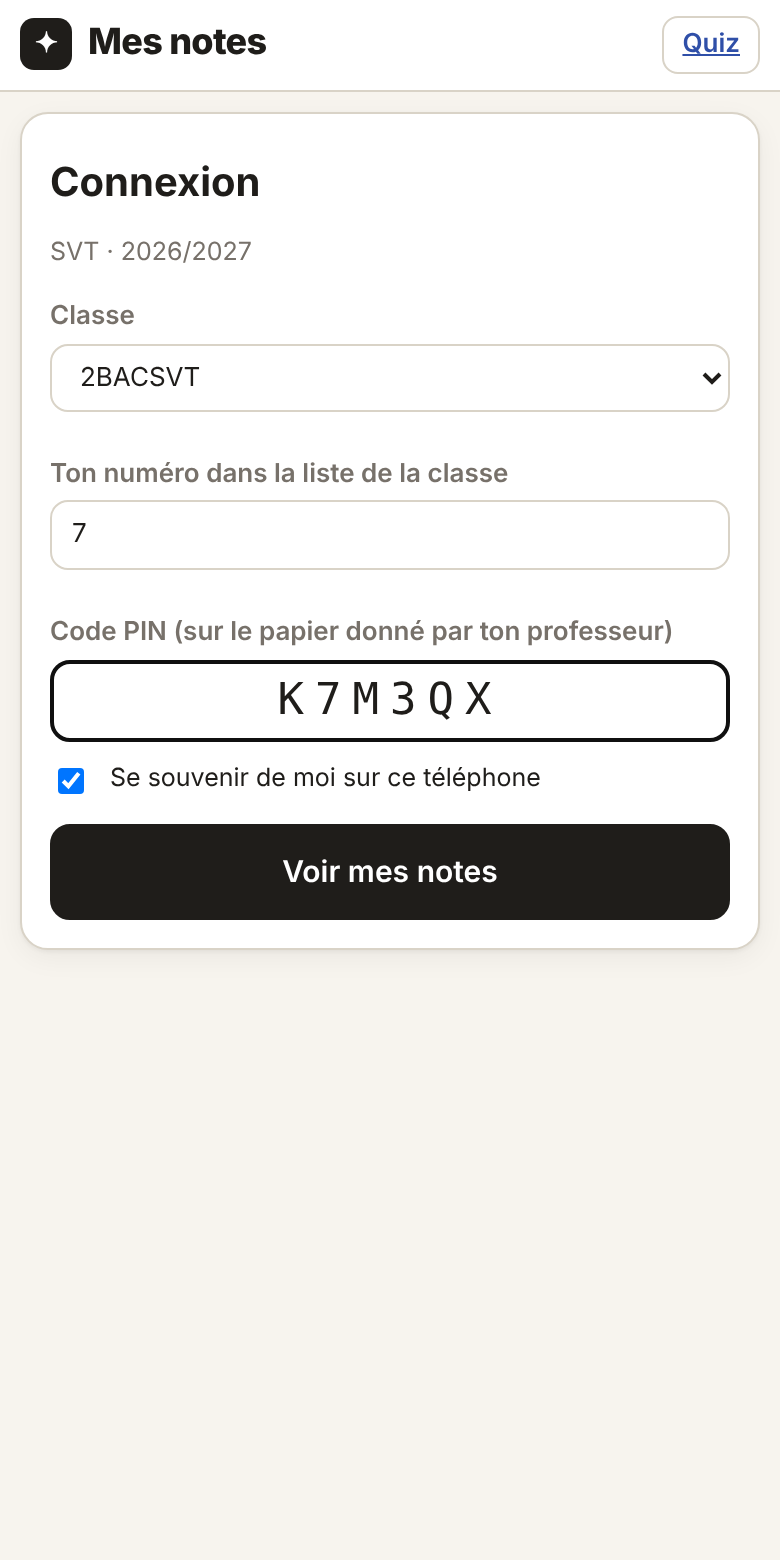 Mes notes
Quiz
Connexion
SVT · 2026/2027
Classe
2BACSVT
Ton numéro dans la liste de la classe
7
Code PIN (sur le papier donné par ton professeur)
K7M3QX
Se souvenir de moi sur ce téléphone
Voir mes notes